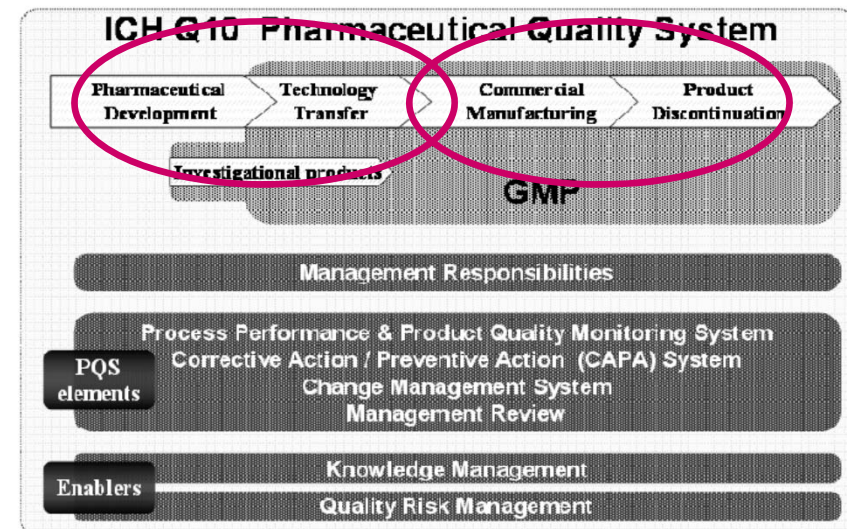 ICH Q10 Pharmaceutical Quality System
Pharmaceutical Development
Technology Transfer
Commercial Manufacturing
Product Discontinuation
Investigational products
GMP
Management Responsibilities
PQS elements
Process Performance & Product Quality Monitoring System
Corrective Action / Preventive Action (CAPA) System
Change Management System
Management Review
Enablers
Knowledge Management
Quality Risk Management